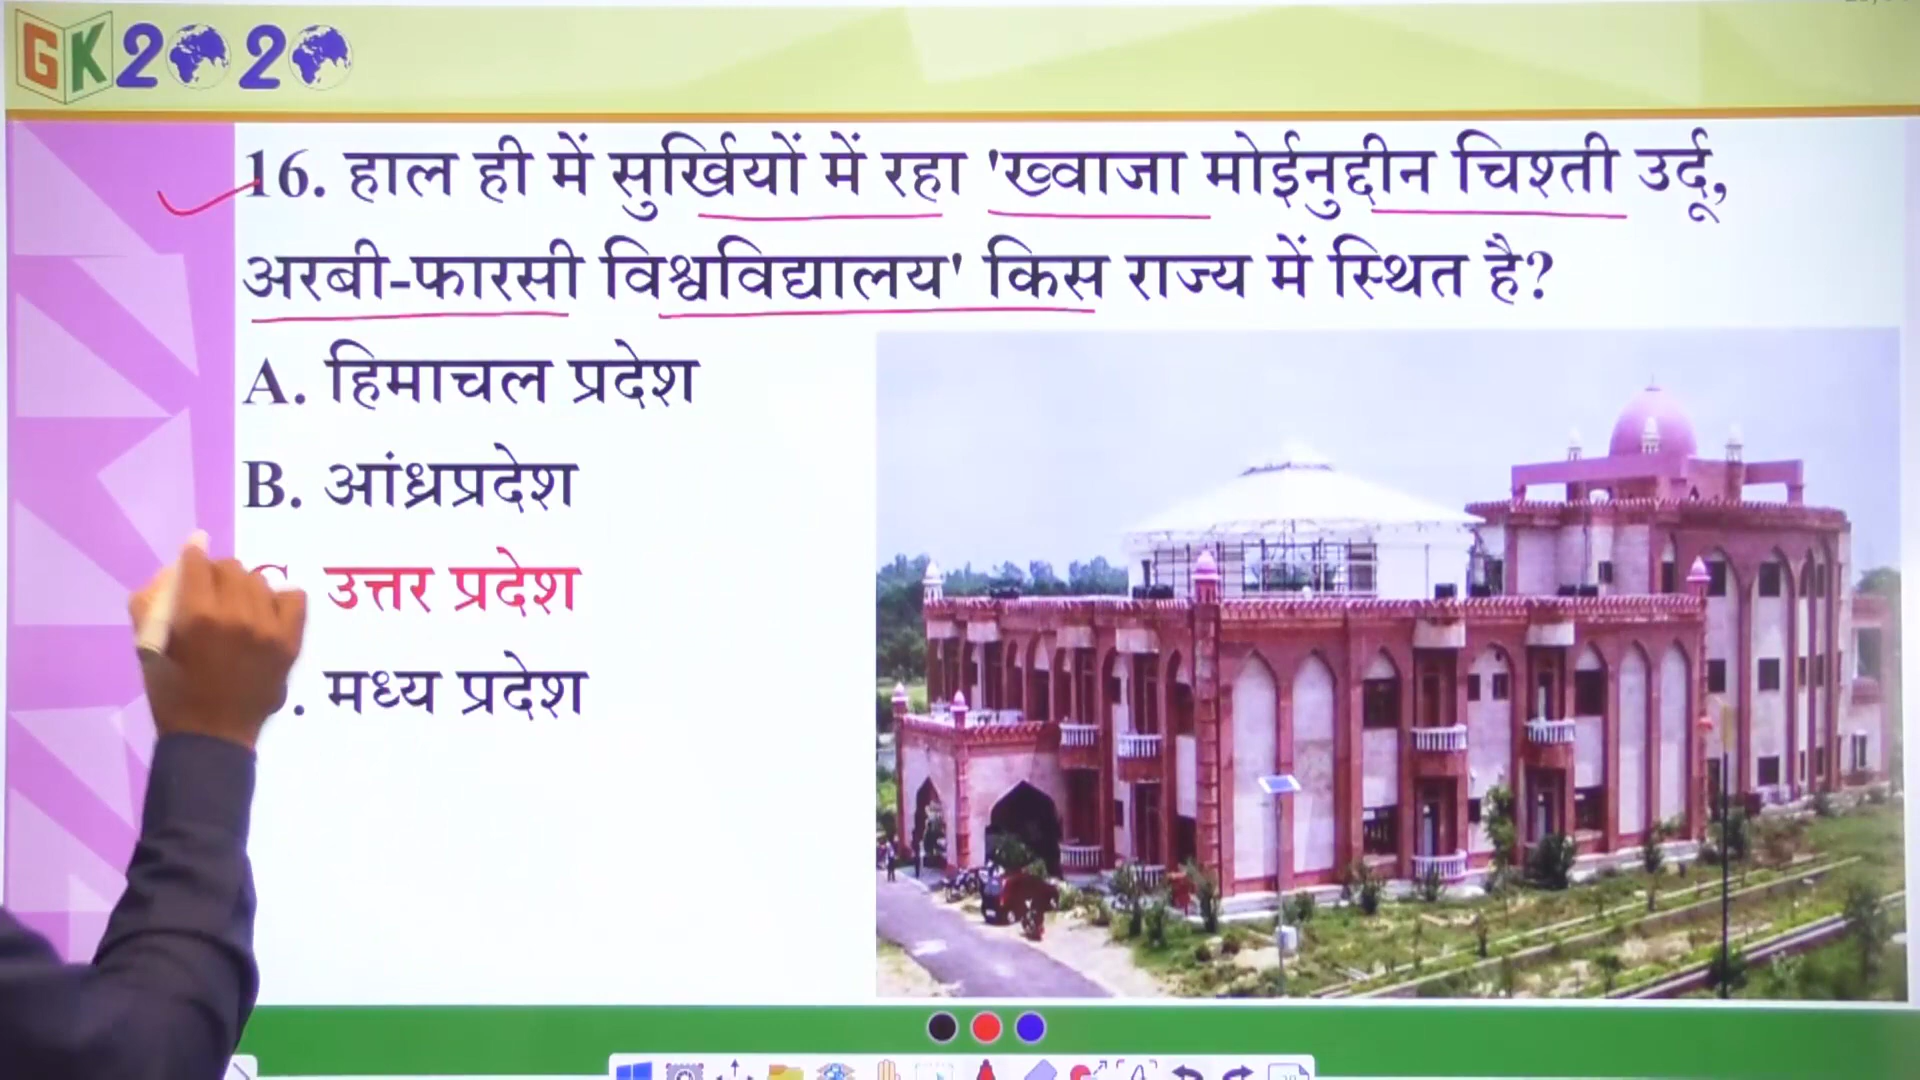 GK2020
16. हाल ही में सुर्खियों में रहा 'ख्वाजा मोईनुद्दीन चिश्ती उर्दू,
अरबी-फारसी विश्वविद्यालय' किस राज्य में स्थित है?
A. हिमाचल प्रदेश
B. आंध्रप्रदेश
उत्तर प्रदेश
. मध्य प्रदेश